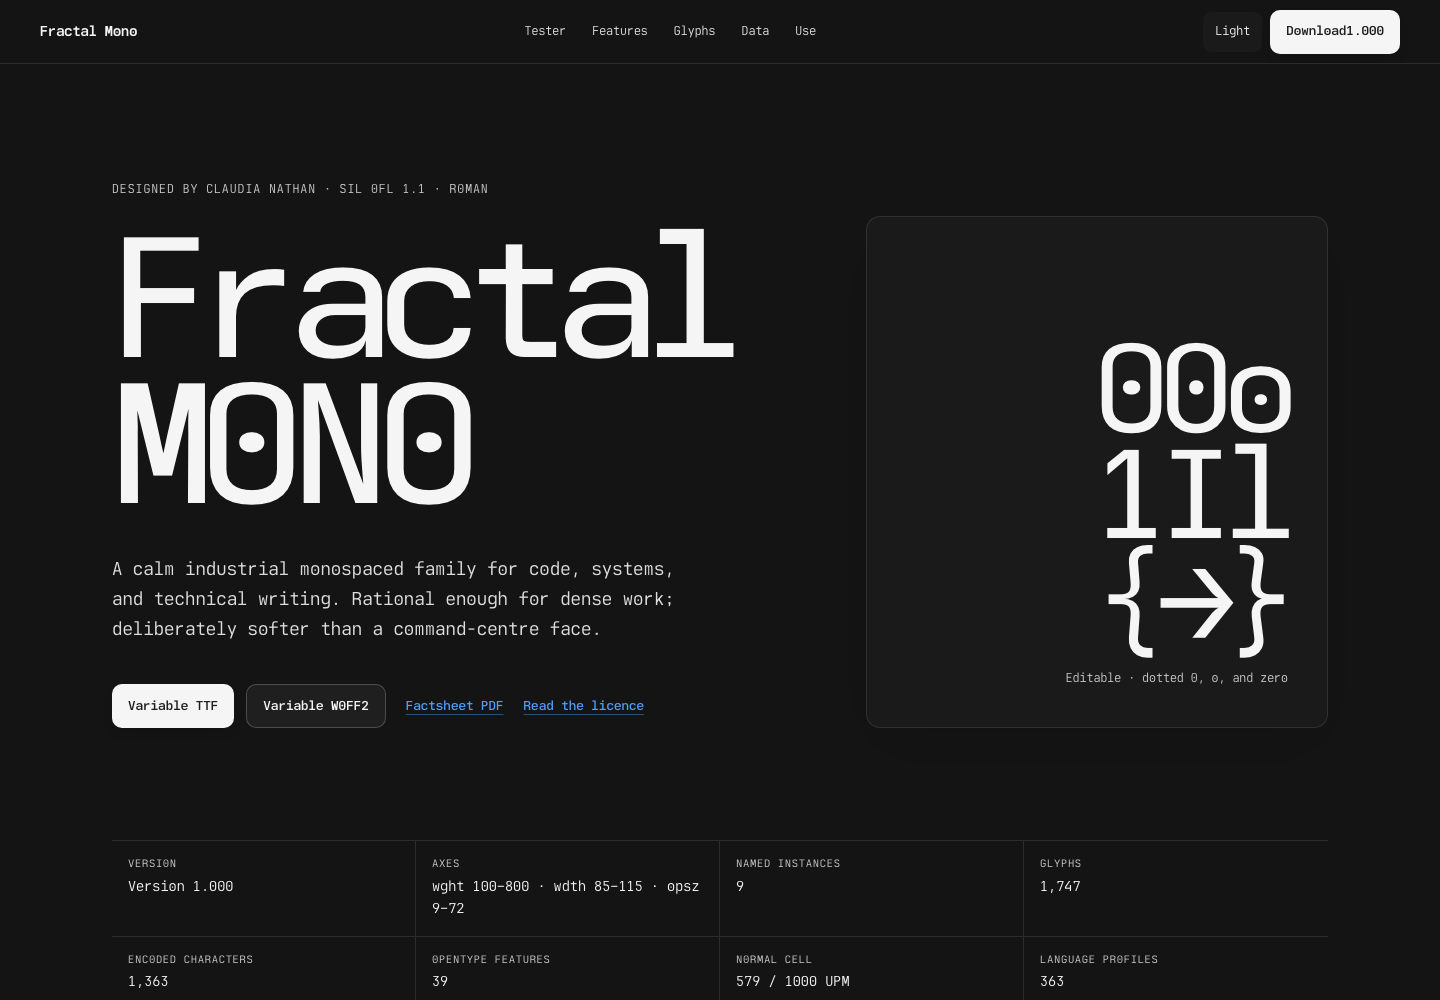 Fractal Mono
Tester Features Glyphs Data Use
Light
Download1.000
DESIGNED BY CLAUDIA NATHAN · SIL OFL 1.1 · ROMAN
Fractal
MONO
A calm industrial monospaced family for code, systems,
and technical writing. Rational enough for dense work;
deliberately softer than a command-centre face.
Variable TTF
Variable WOFF2
Factsheet PDF
Read the licence
O0o
1Il
{→}
Editable · dotted O, o, and zero
VERSION
Version 1.000
AXES
wght 100–800 · wdth 85–115 · opsz
9–72
NAMED INSTANCES
9
GLYPHS
1,747
ENCODED CHARACTERS
1,363
OPENTYPE FEATURES
39
NORMAL CELL
579 / 1000 UPM
LANGUAGE PROFILES
363